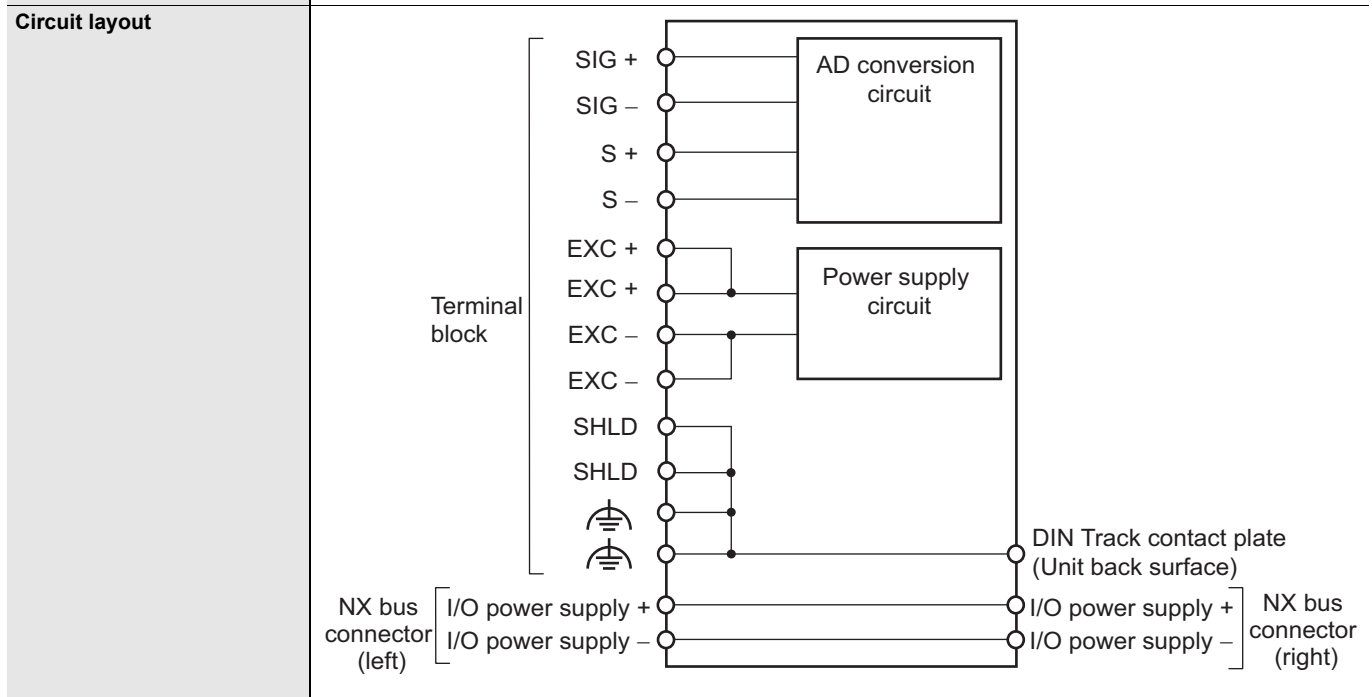 Circuit layout
SIG +
SIG –
S +
S –
EXC +
EXC +
EXC –
EXC –
SHLD
SHLD
Terminal
block
AD conversion
circuit
Power supply
circuit
DIN Track contact plate
(Unit back surface)
NX bus
connector
(left)
I/O power supply +
I/O power supply –
I/O power supply +
I/O power supply –
NX bus
connector
(right)